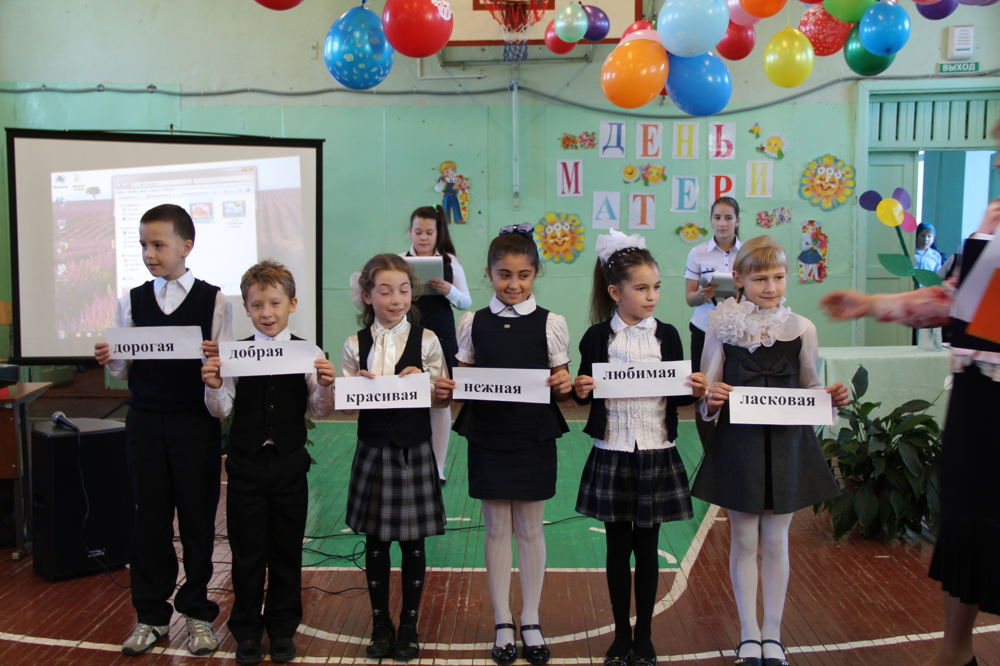 ВЫХОД
ДЕНЬ
МАТЕРИ
дорогая
добрая
красивая
нежная
любимая
ласковая